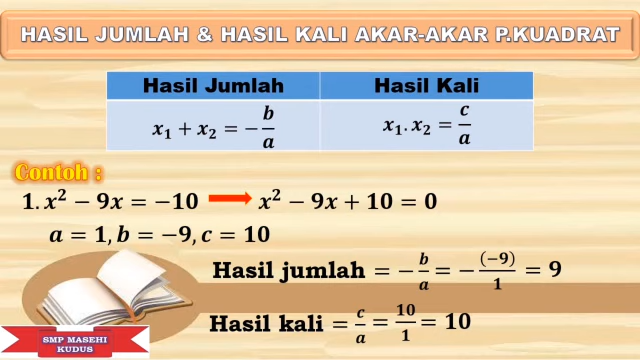 HASIL JUMLAH & HASIL KALI AKAR-AKAR P.KUADRAT
Hasil Jumlah Hasil Kali
x₁ + x₂ = −b/a x₁. x₂ = c/a
Contoh :
1. x² − 9x = −10 → x² − 9x + 10 = 0
a = 1, b = −9, c = 10
Hasil jumlah = −b/a = −(−9)/1 = 9
Hasil kali = c/a = 10/1 = 10
SMP MASEHI
KUDUS